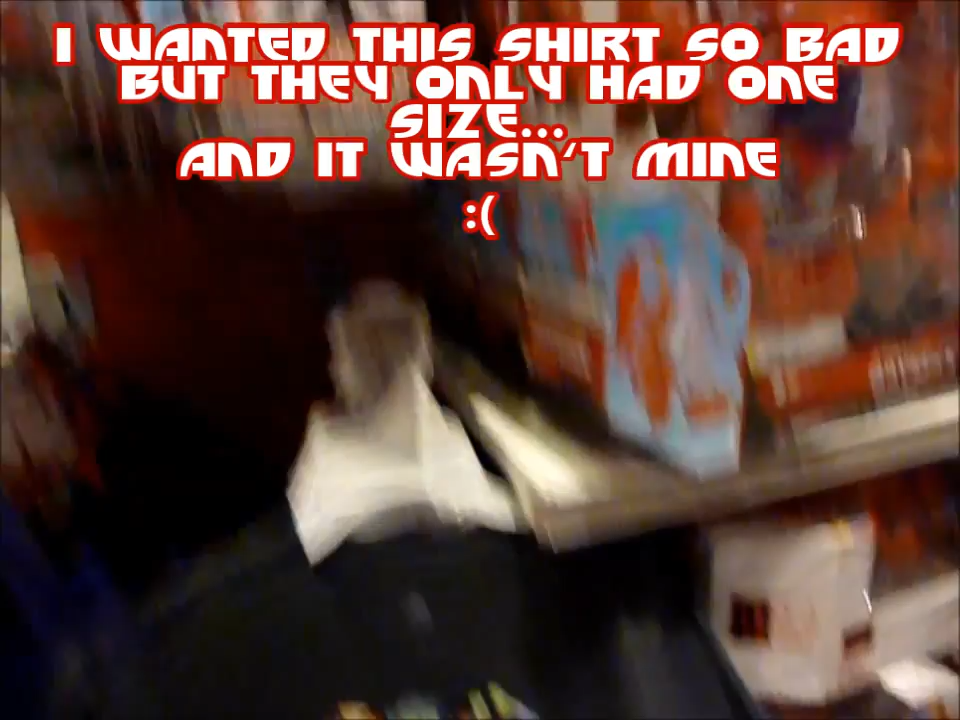 I WANTED THIS SHIRT SO BAD
BUT THEY ONLY HAD ONE
SIZE...
AND IT WASN'T MINE
:(